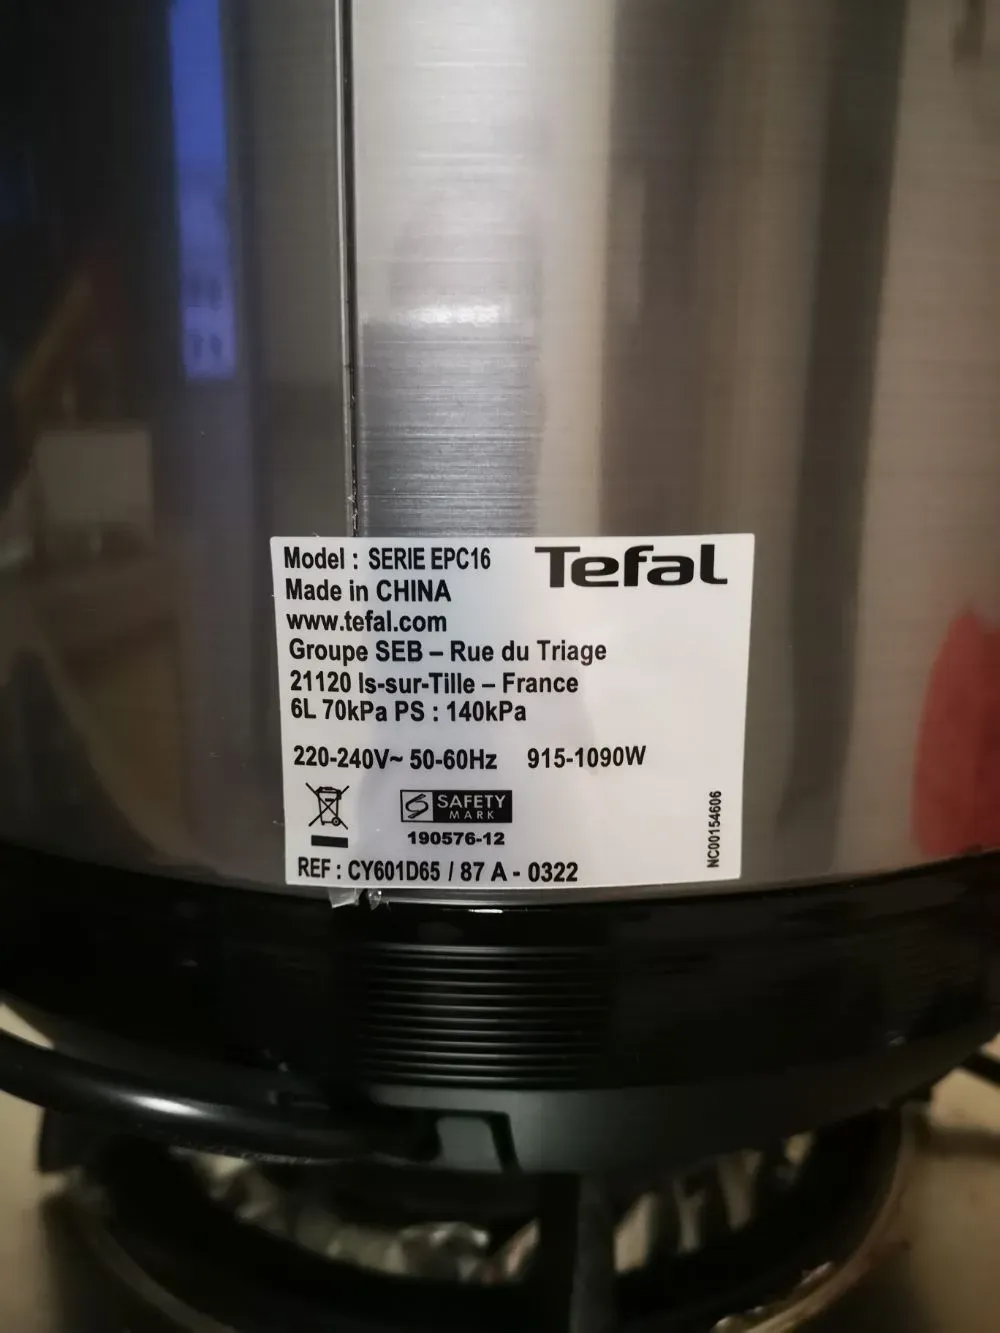 Model : SERIE EPC16
Tefal
Made in CHINA
www.tefal.com
Groupe SEB – Rue du Triage
21120 Is-sur-Tille – France
6L 70kPa PS : 140kPa
220-240V~ 50-60Hz 915-1090W
SAFETY
MARK
190576-12
NC00154606
REF : CY601D65 / 87 A - 0322